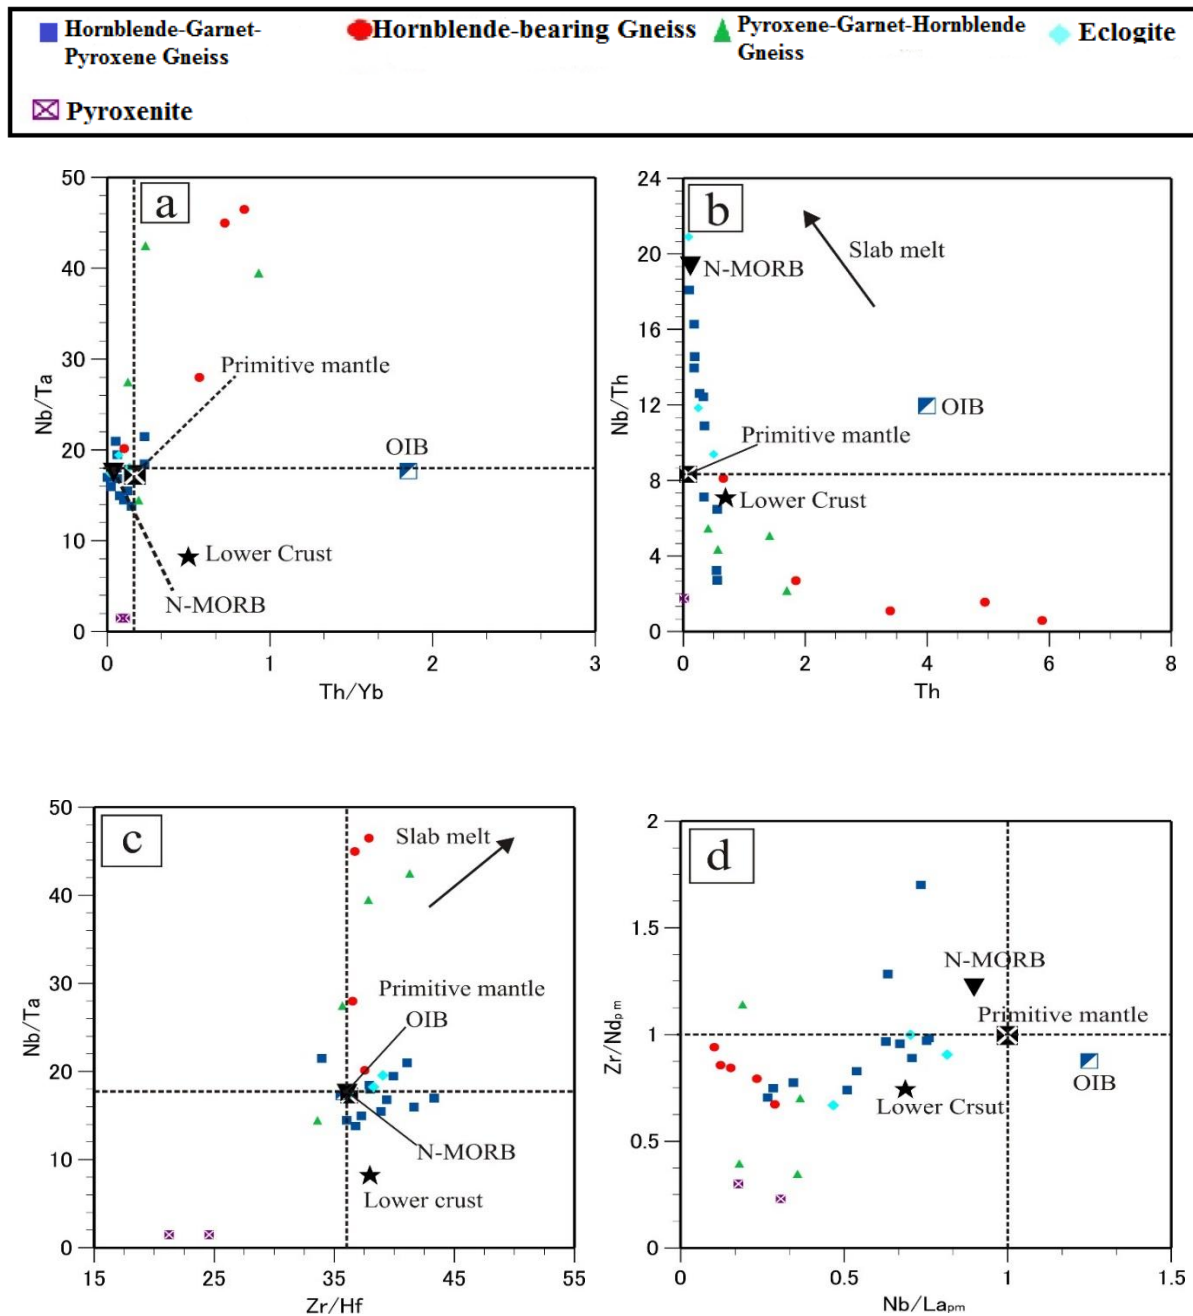 Hornblende-Garnet-
Pyroxene Gneiss
Hornblende-bearing Gneiss
Pyroxene-Garnet-Hornblende
Gneiss
Eclogite
Pyroxenite
a
50
40
30
20
10
0
Nb/Ta
Primitive mantle
OIB
Lower Crust
N-MORB
0 1 2 3
Th/Yb
b
24
20
16
12
8
4
0
Nb/Th
Slab melt
N-MORB
OIB
Primitive mantle
Lower Crust
0 2 4 6 8
Th
c
50
40
30
20
10
0
Nb/Ta
Slab melt
Primitive mantle
OIB
N-MORB
Lower crust
15 25 35 45 55
Zr/Hf
d
2
1.5
1
0.5
0
Zr/Ndpm
N-MORB
Primitive mantle
OIB
Lower Crsut
0 0.5 1 1.5
Nb/Lapm